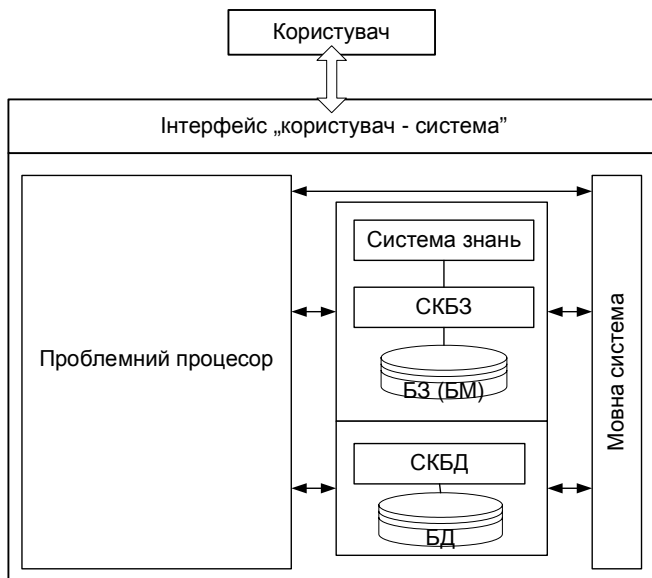 Користувач
Інтерфейс „користувач - система”
Система знань
СКБЗ
Проблемний процесор
БЗ (БМ)
Мовна система
СКБД
БД